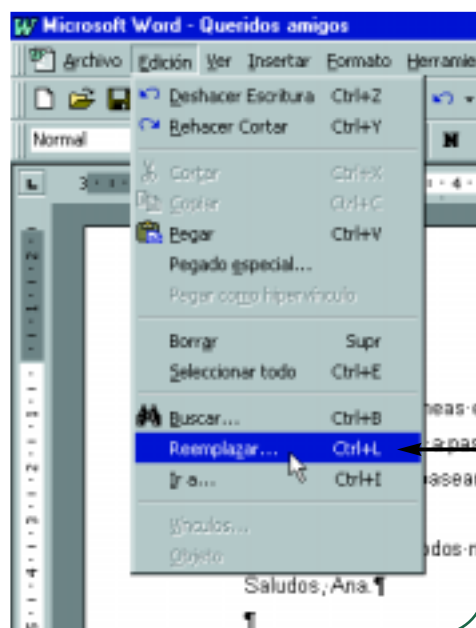 Microsoft Word - Queridos amigos
Archivo Edición Ver Insertar Formato Herramie
Deshacer Escritura Ctrl+Z
Rehacer Cortar Ctrl+Y
Normal N
Cortar Ctrl+X
Copiar Ctrl+C
Pegar Ctrl+V
Pegado especial...
Pegar como hipervínculo
Borrar Supr
Seleccionar todo Ctrl+E
Buscar... Ctrl+B
Reemplazar... Ctrl+L
Ir a... Ctrl+I
Vínculos...
Objeto
Saludos, Ana.¶
¶